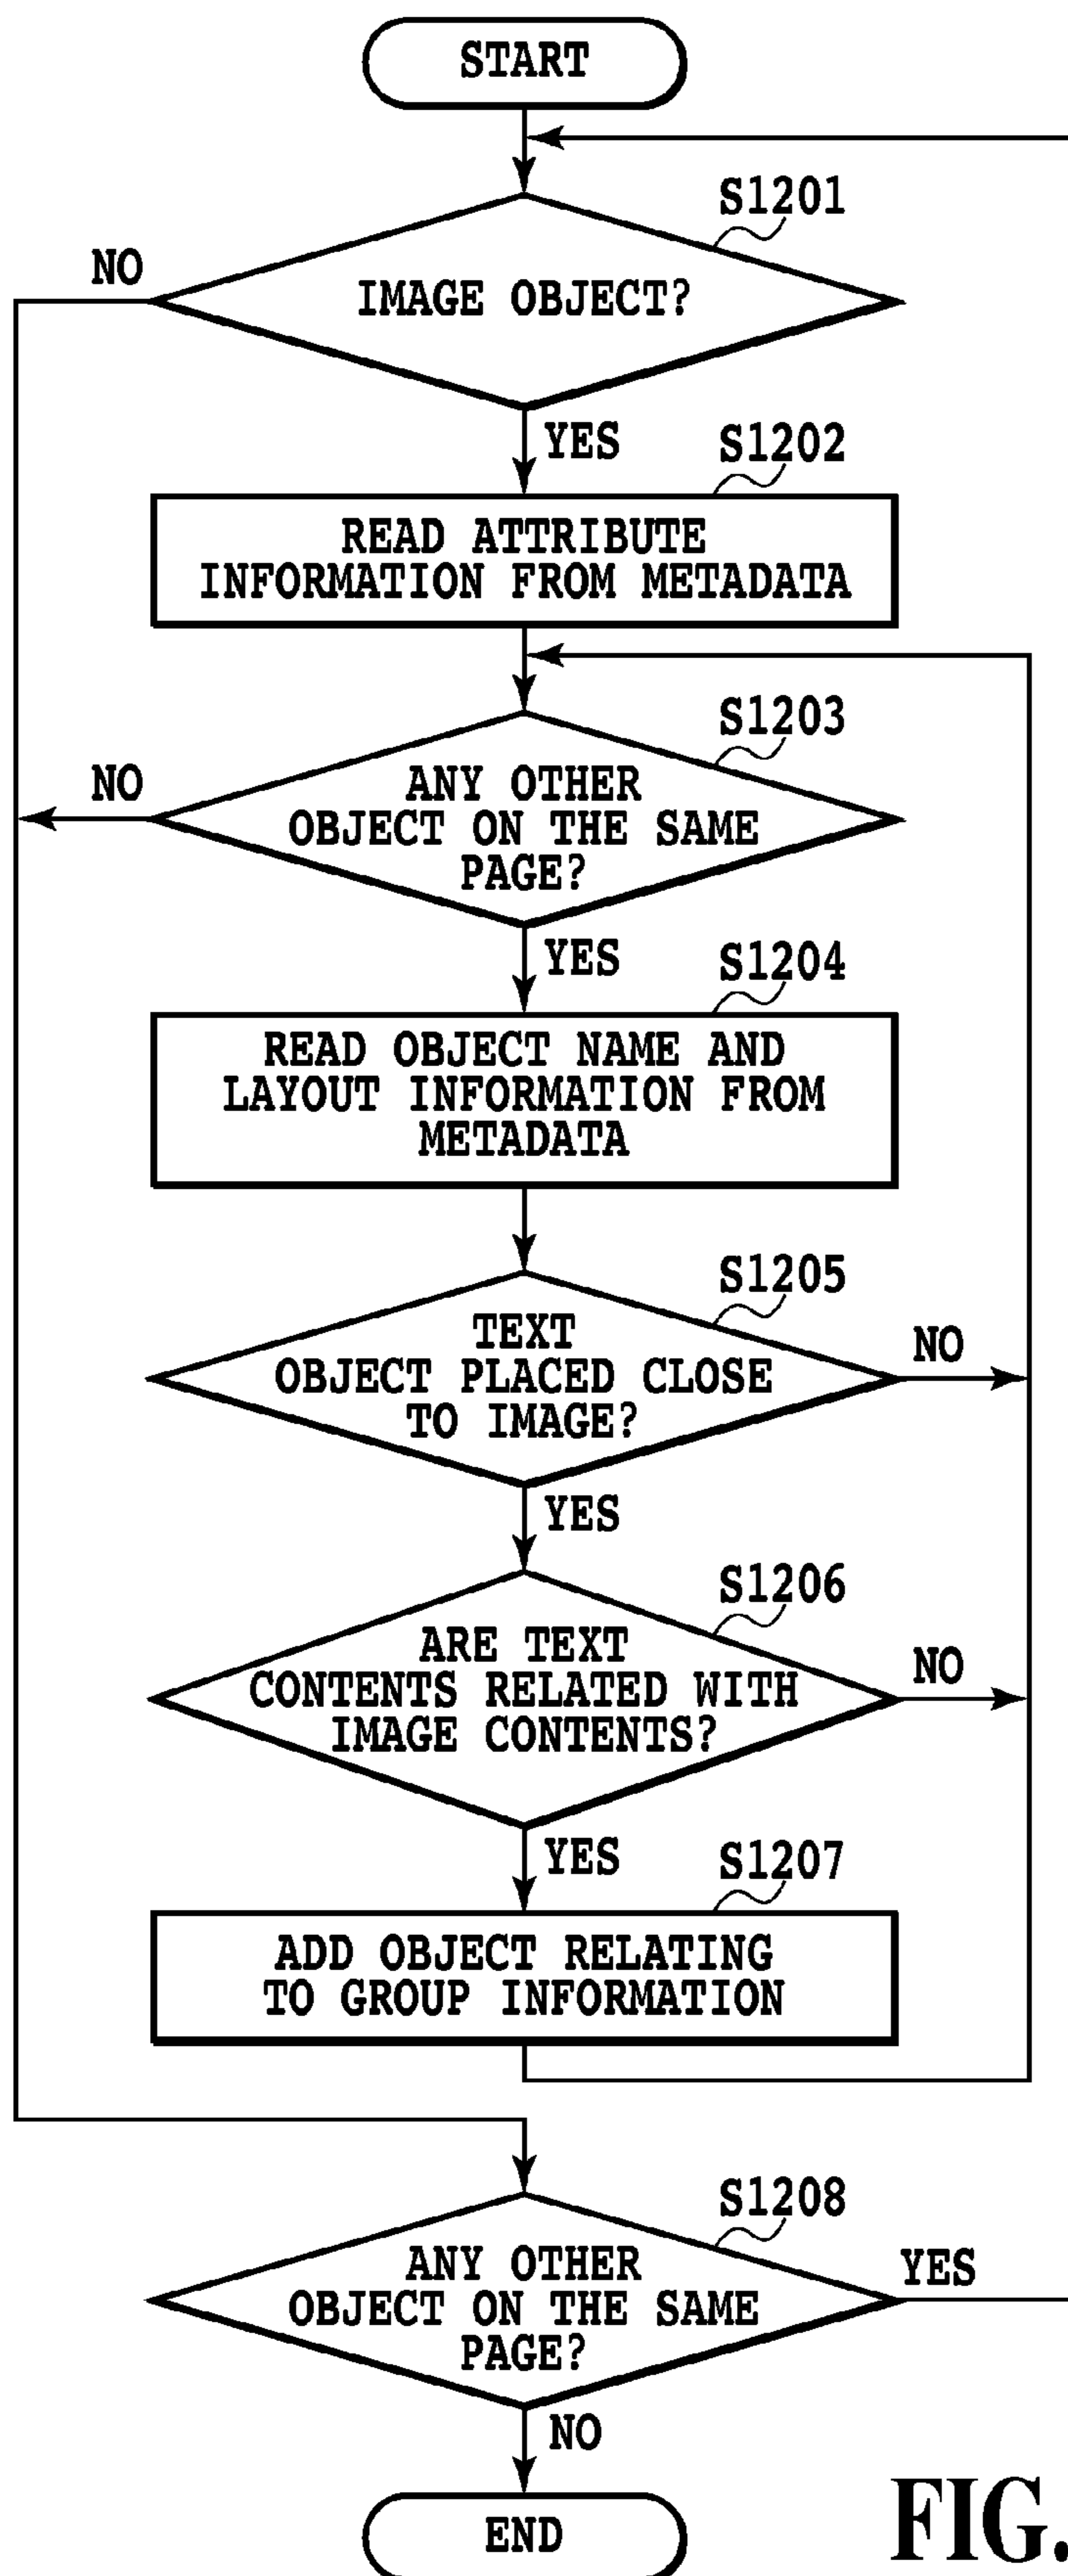 START
S1201
NO
IMAGE OBJECT?
YES
S1202
READ ATTRIBUTE
INFORMATION FROM METADATA
S1203
NO
ANY OTHER
OBJECT ON THE SAME
PAGE?
YES
S1204
READ OBJECT NAME AND
LAYOUT INFORMATION FROM
METADATA
S1205
TEXT
OBJECT PLACED CLOSE
TO IMAGE?
NO
YES
S1206
ARE TEXT
CONTENTS RELATED WITH
IMAGE CONTENTS?
NO
YES
S1207
ADD OBJECT RELATING
TO GROUP INFORMATION
S1208
ANY OTHER
OBJECT ON THE SAME
PAGE?
YES
NO
END
FIG.